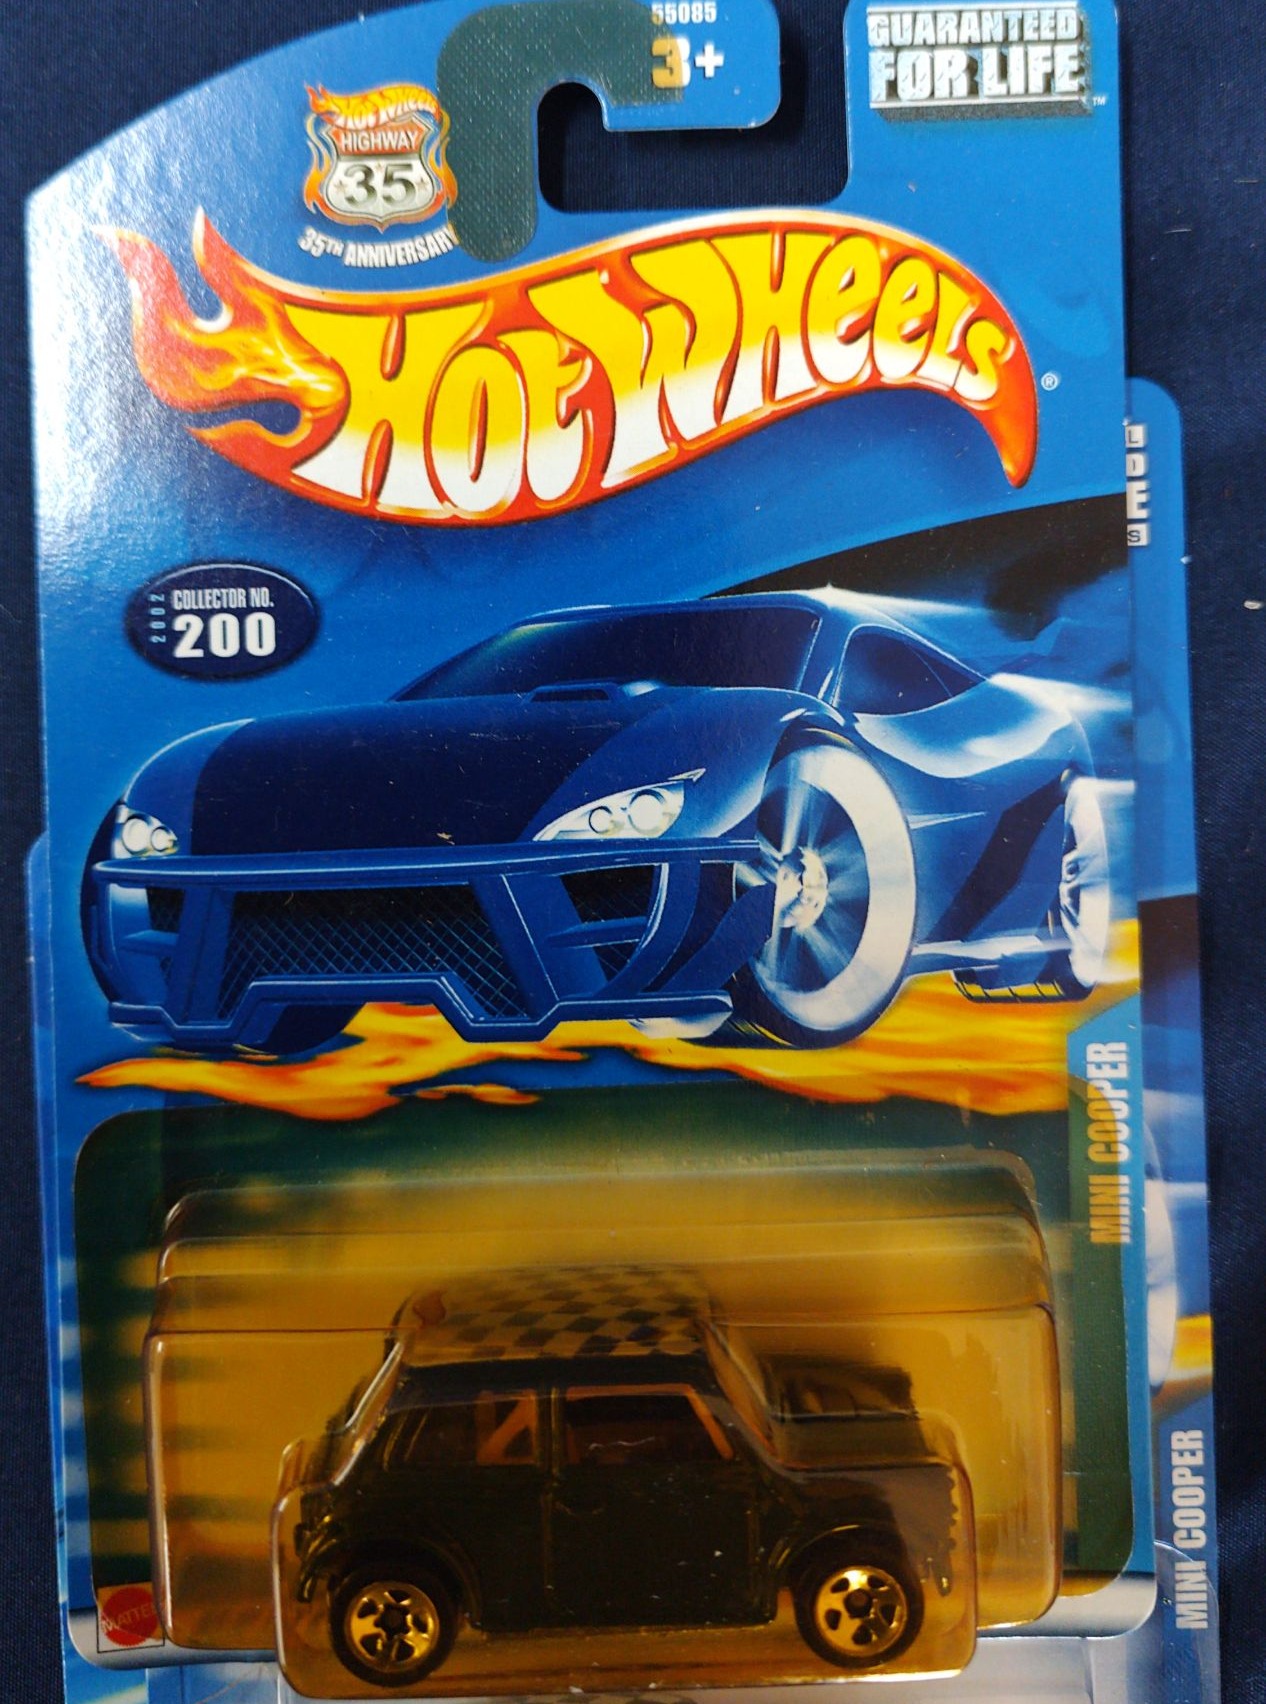 55085
3+
GUARANTEED
FOR LIFE™
Hot Wheels
HIGHWAY
35
35TH ANNIVERSARY
Hot Wheels®
2002
COLLECTOR NO.
200
MINI COOPER
MINI COOPER
MATTEL